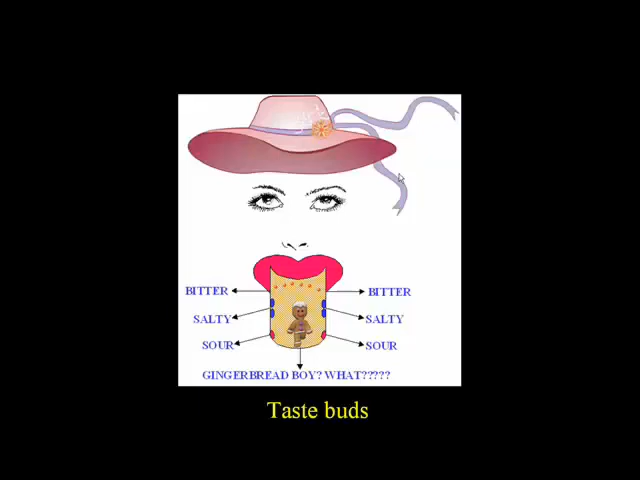 BITTER BITTER
SALTY SALTY
SOUR SOUR
GINGERBREAD BOY? WHAT?????
Taste buds